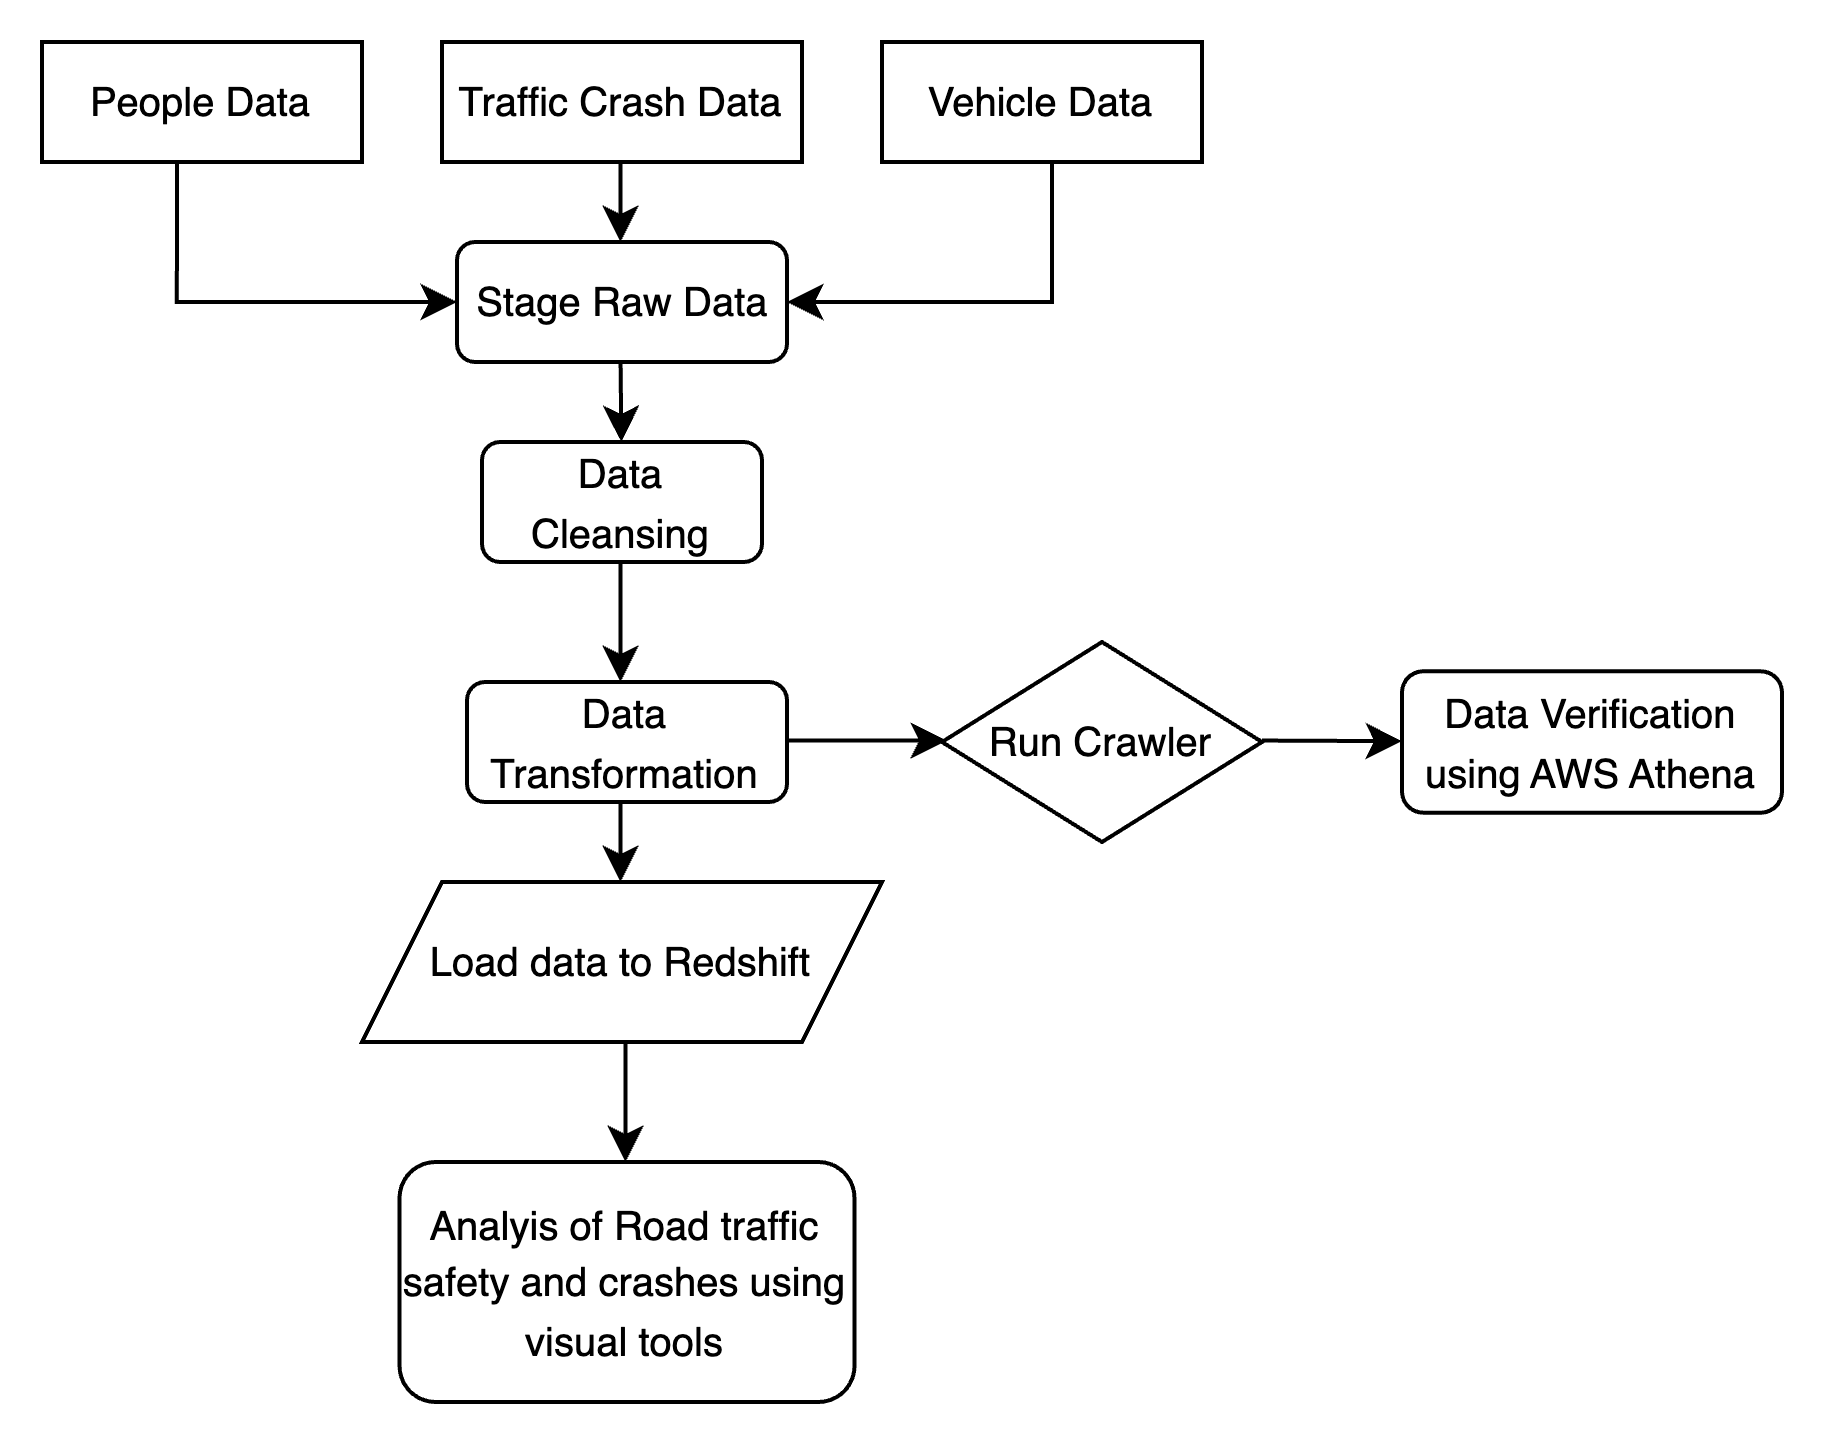 People Data
Traffic Crash Data
Vehicle Data
Stage Raw Data
Data
Cleansing
Data
Transformation
Run Crawler
Data Verification
using AWS Athena
Load data to Redshift
Analyis of Road traffic
safety and crashes using
visual tools